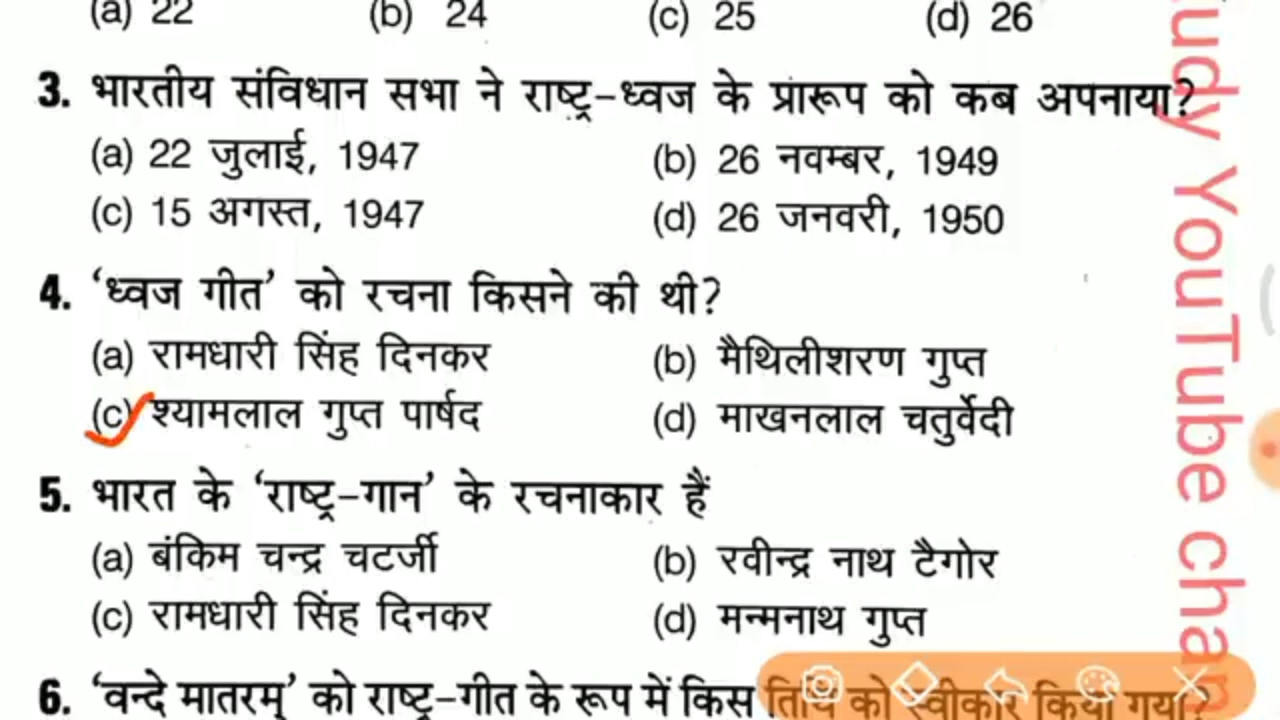 (a) 22 (b) 24 (c) 25 (d) 26
3. भारतीय संविधान सभा ने राष्ट्र-ध्वज के प्रारूप को कब अपनाया?
(a) 22 जुलाई, 1947 (b) 26 नवम्बर, 1949
(c) 15 अगस्त, 1947 (d) 26 जनवरी, 1950
4. ‘ध्वज गीत’ को रचना किसने की थी?
(a) रामधारी सिंह दिनकर (b) मैथिलीशरण गुप्त
(c) श्यामलाल गुप्त पार्षद (d) माखनलाल चतुर्वेदी
5. भारत के ‘राष्ट्र-गान’ के रचनाकार हैं
(a) बंकिम चन्द्र चटर्जी (b) रवीन्द्र नाथ टैगोर
(c) रामधारी सिंह दिनकर (d) मन्मनाथ गुप्त
6. ‘वन्दे मातरम्’ को राष्ट्र-गीत के रूप में किस तिथि को स्वीकार किया गया?
udy YouTube chan